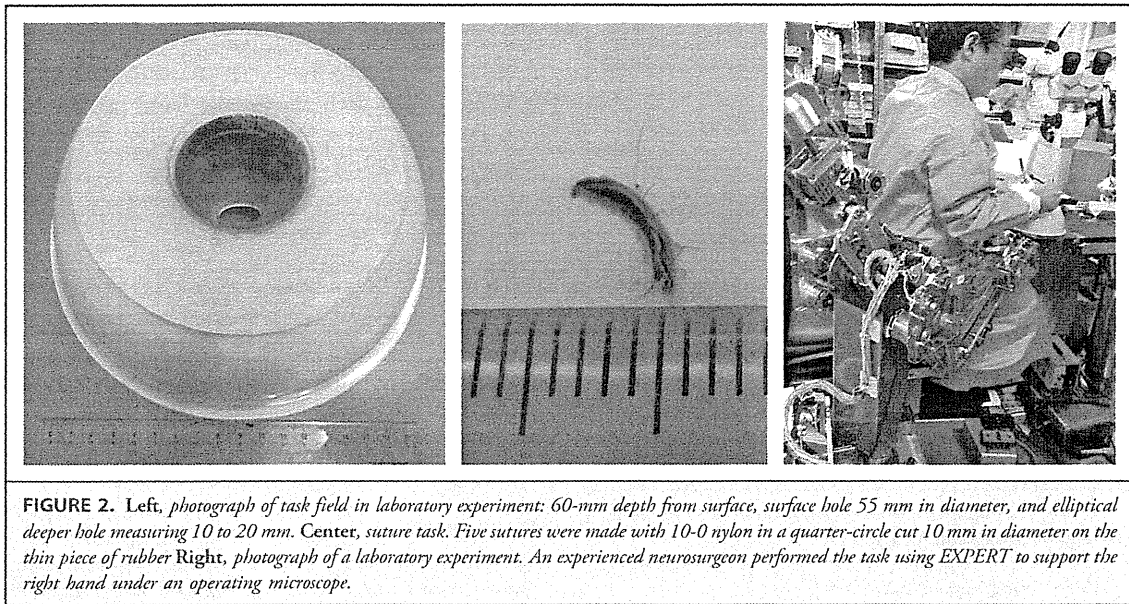 FIGURE 2. Left, photograph of task field in laboratory experiment: 60-mm depth from surface, surface hole 55 mm in diameter, and elliptical
deeper hole measuring 10 to 20 mm. Center, suture task. Five sutures were made with 10-0 nylon in a quarter-circle cut 10 mm in diameter on the
thin piece of rubber Right, photograph of a laboratory experiment. An experienced neurosurgeon performed the task using EXPERT to support the
right hand under an operating microscope.